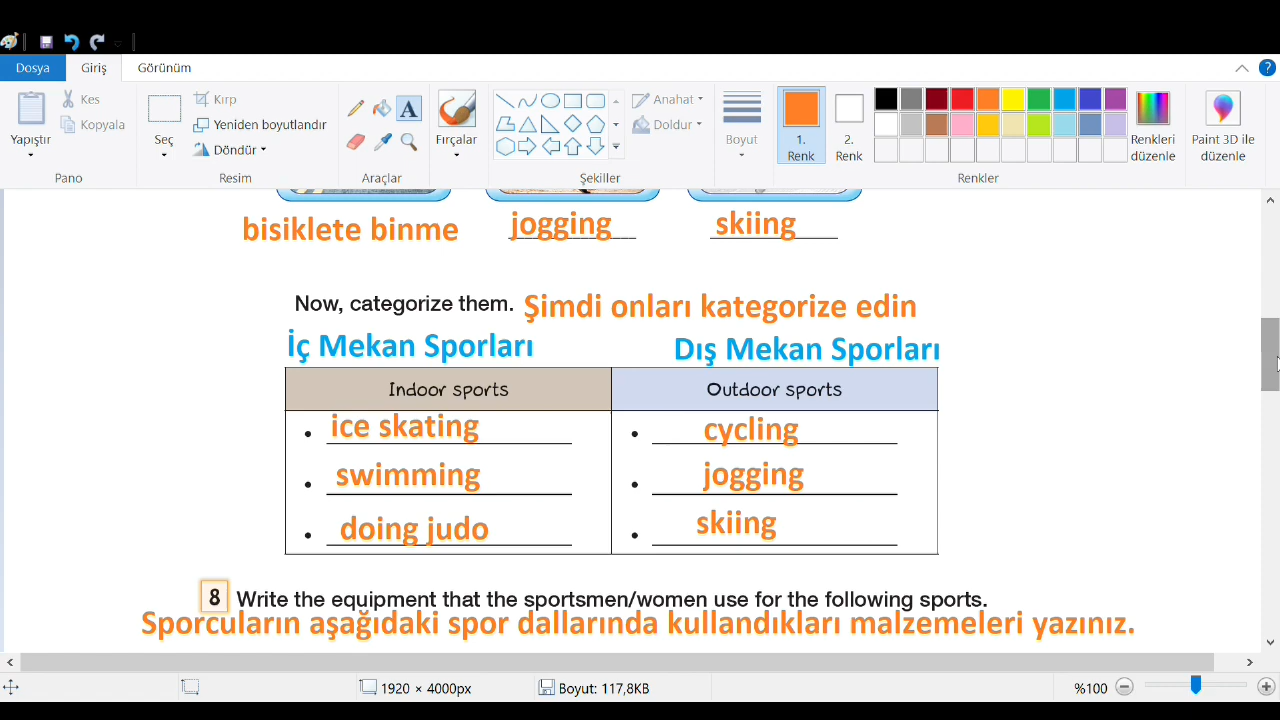 Dosya Giriş Görünüm
Yapıştır
Kes
Kopyala
Pano
Seç
Kırp
Yeniden boyutlandır
Döndür
Resim
A
Araçlar
Fırçalar
Şekiller
Anahat
Doldur
Boyut
1. Renk
2. Renk
Renkler
Renkleri düzenle
Paint 3D ile düzenle
?
bisiklete binme jogging skiing
Now, categorize them. Şimdi onları kategorize edin
İç Mekan Sporları Dış Mekan Sporları
Indoor sports Outdoor sports
• ice skating • cycling
• swimming • jogging
• doing judo • skiing
8 Write the equipment that the sportsmen/women use for the following sports.
Sporcuların aşağıdaki spor dallarında kullandıkları malzemeleri yazınız.
1920 × 4000px Boyut: 117,8KB %100